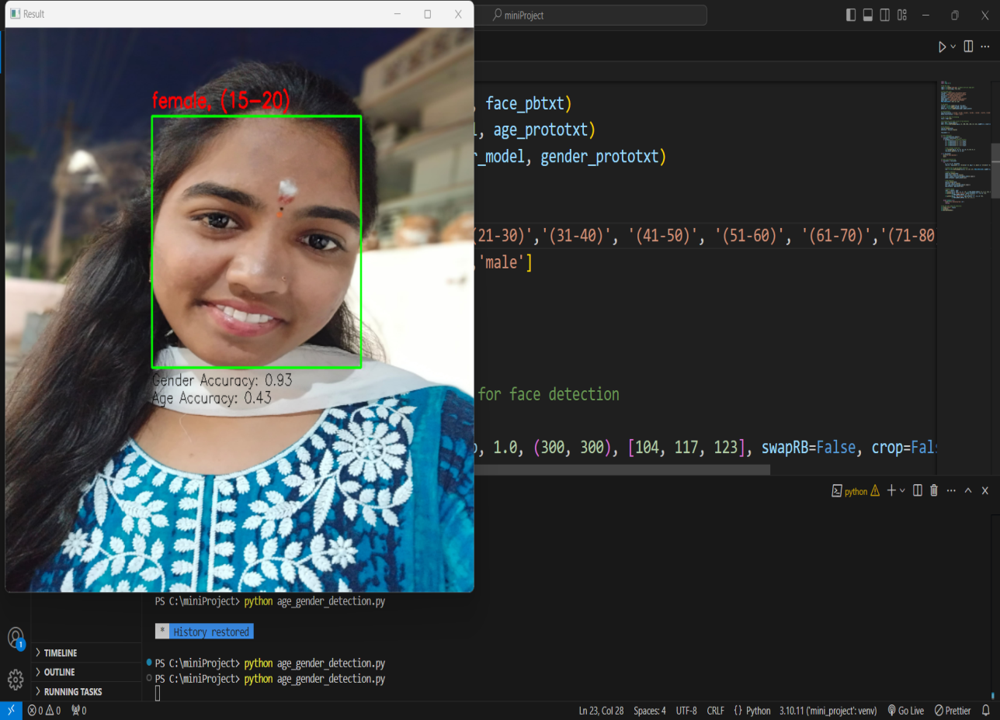 Result
miniProject
female, (15-20)
Gender Accuracy: 0.93
Age Accuracy: 0.43
, face_pbtxt)
, age_prototxt)
_model, gender_prototxt)
(21-30)','(31-40)', '(41-50)', '(51-60)', '(61-70)','(71-80
'male']
for face detection
, 1.0, (300, 300), [104, 117, 123], swapRB=False, crop=Fal
python
PS C:\miniProject> python age_gender_detection.py
* History restored
PS C:\miniProject> python age_gender_detection.py
PS C:\miniProject> python age_gender_detection.py
1
TIMELINE
OUTLINE
RUNNING TASKS
0 0 0 Ln 23, Col 28 Spaces: 4 UTF-8 CRLF {} Python 3.10.11 ('mini_project': venv) Go Live Prettier